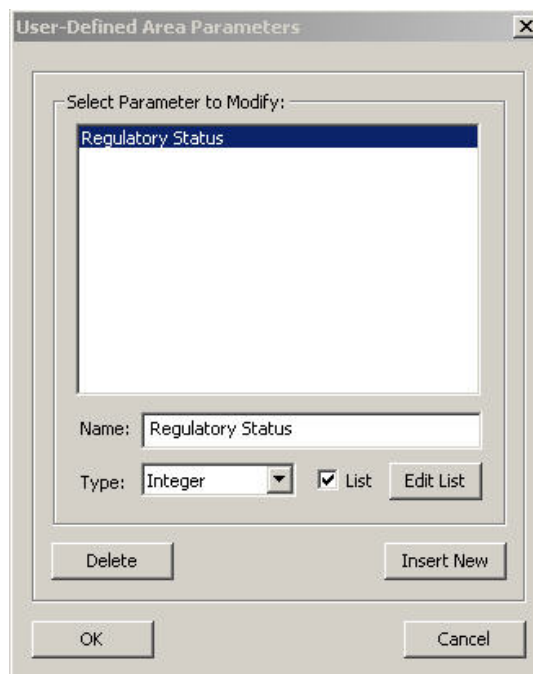 User-Defined Area Parameters
Select Parameter to Modify:
Regulatory Status
Name: Regulatory Status
Type: Integer List Edit List
Delete Insert New
OK Cancel